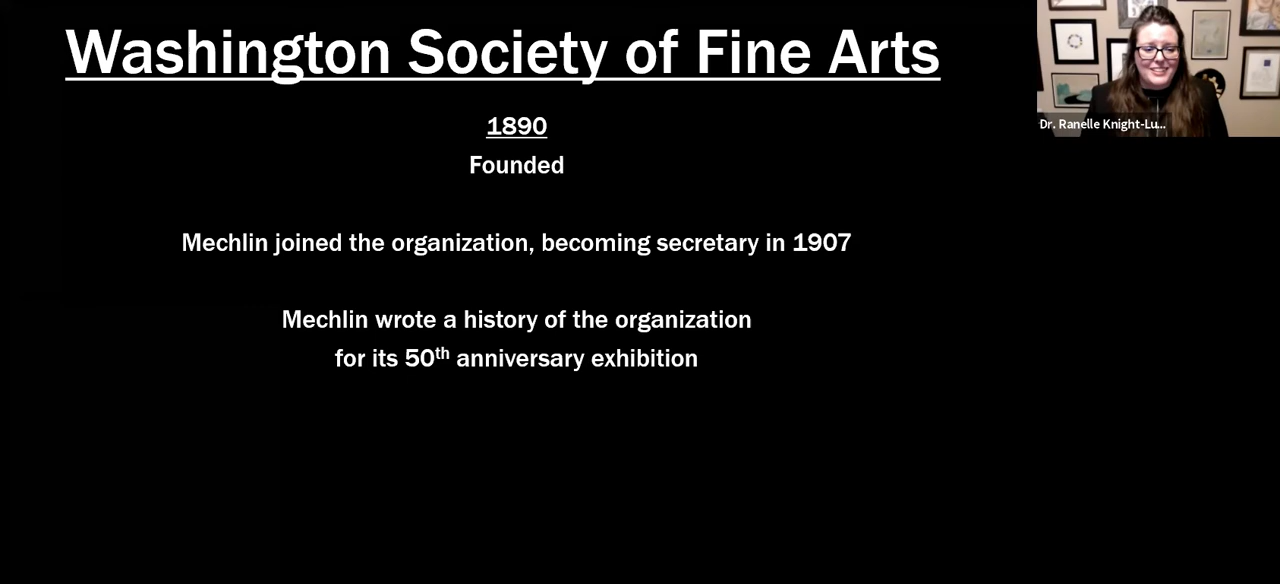 Washington Society of Fine Arts
1890
Founded
Mechlin joined the organization, becoming secretary in 1907
Mechlin wrote a history of the organization
for its 50th anniversary exhibition
Dr. Ranelle Knight-Lu...